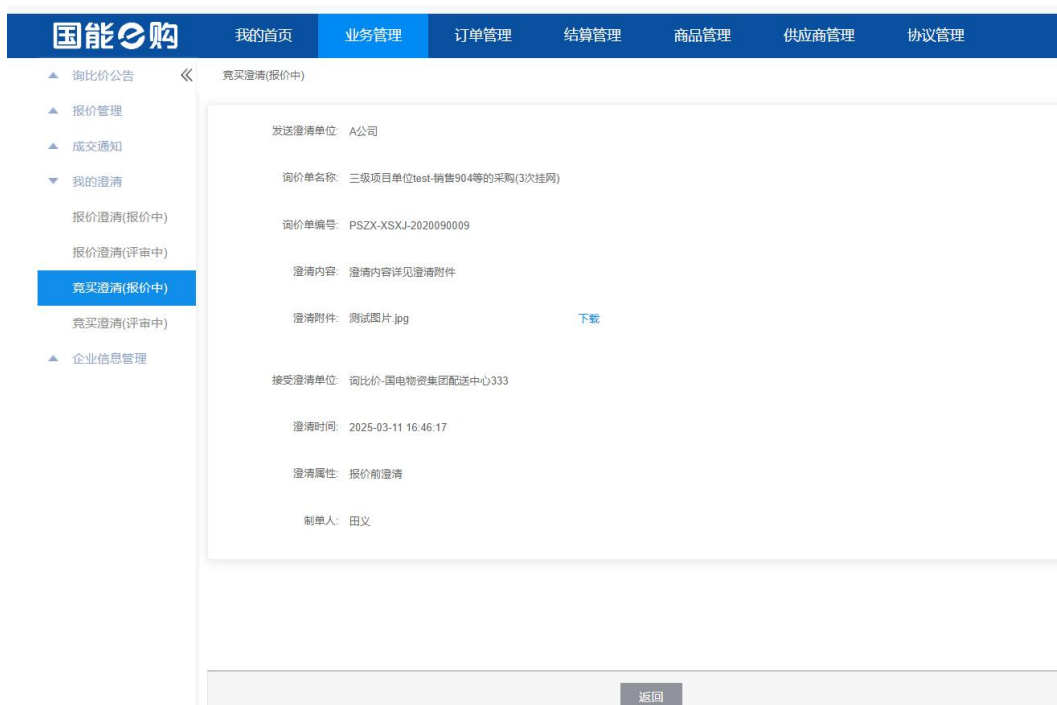 国能e购
我的首页 业务管理 订单管理 结算管理 商品管理 供应商管理 协议管理
询比价公告
报价管理
成交通知
我的澄清
报价澄清(报价中)
报价澄清(评审中)
竞买澄清(报价中)
竞买澄清(评审中)
企业信息管理
竞买澄清(报价中)
发送澄清单位: A公司
询价单名称: 三级项目单位test-销售904等的采购(3次挂网)
询价单编号: PSZX-XSXJ-2020090009
澄清内容: 澄清内容详见澄清附件
澄清附件: 测试图片.jpg 下载
接受澄清单位: 询比价-国电物资集团配送中心333
澄清时间: 2025-03-11 16:46:17
澄清属性: 报价前澄清
制单人: 田义
返回